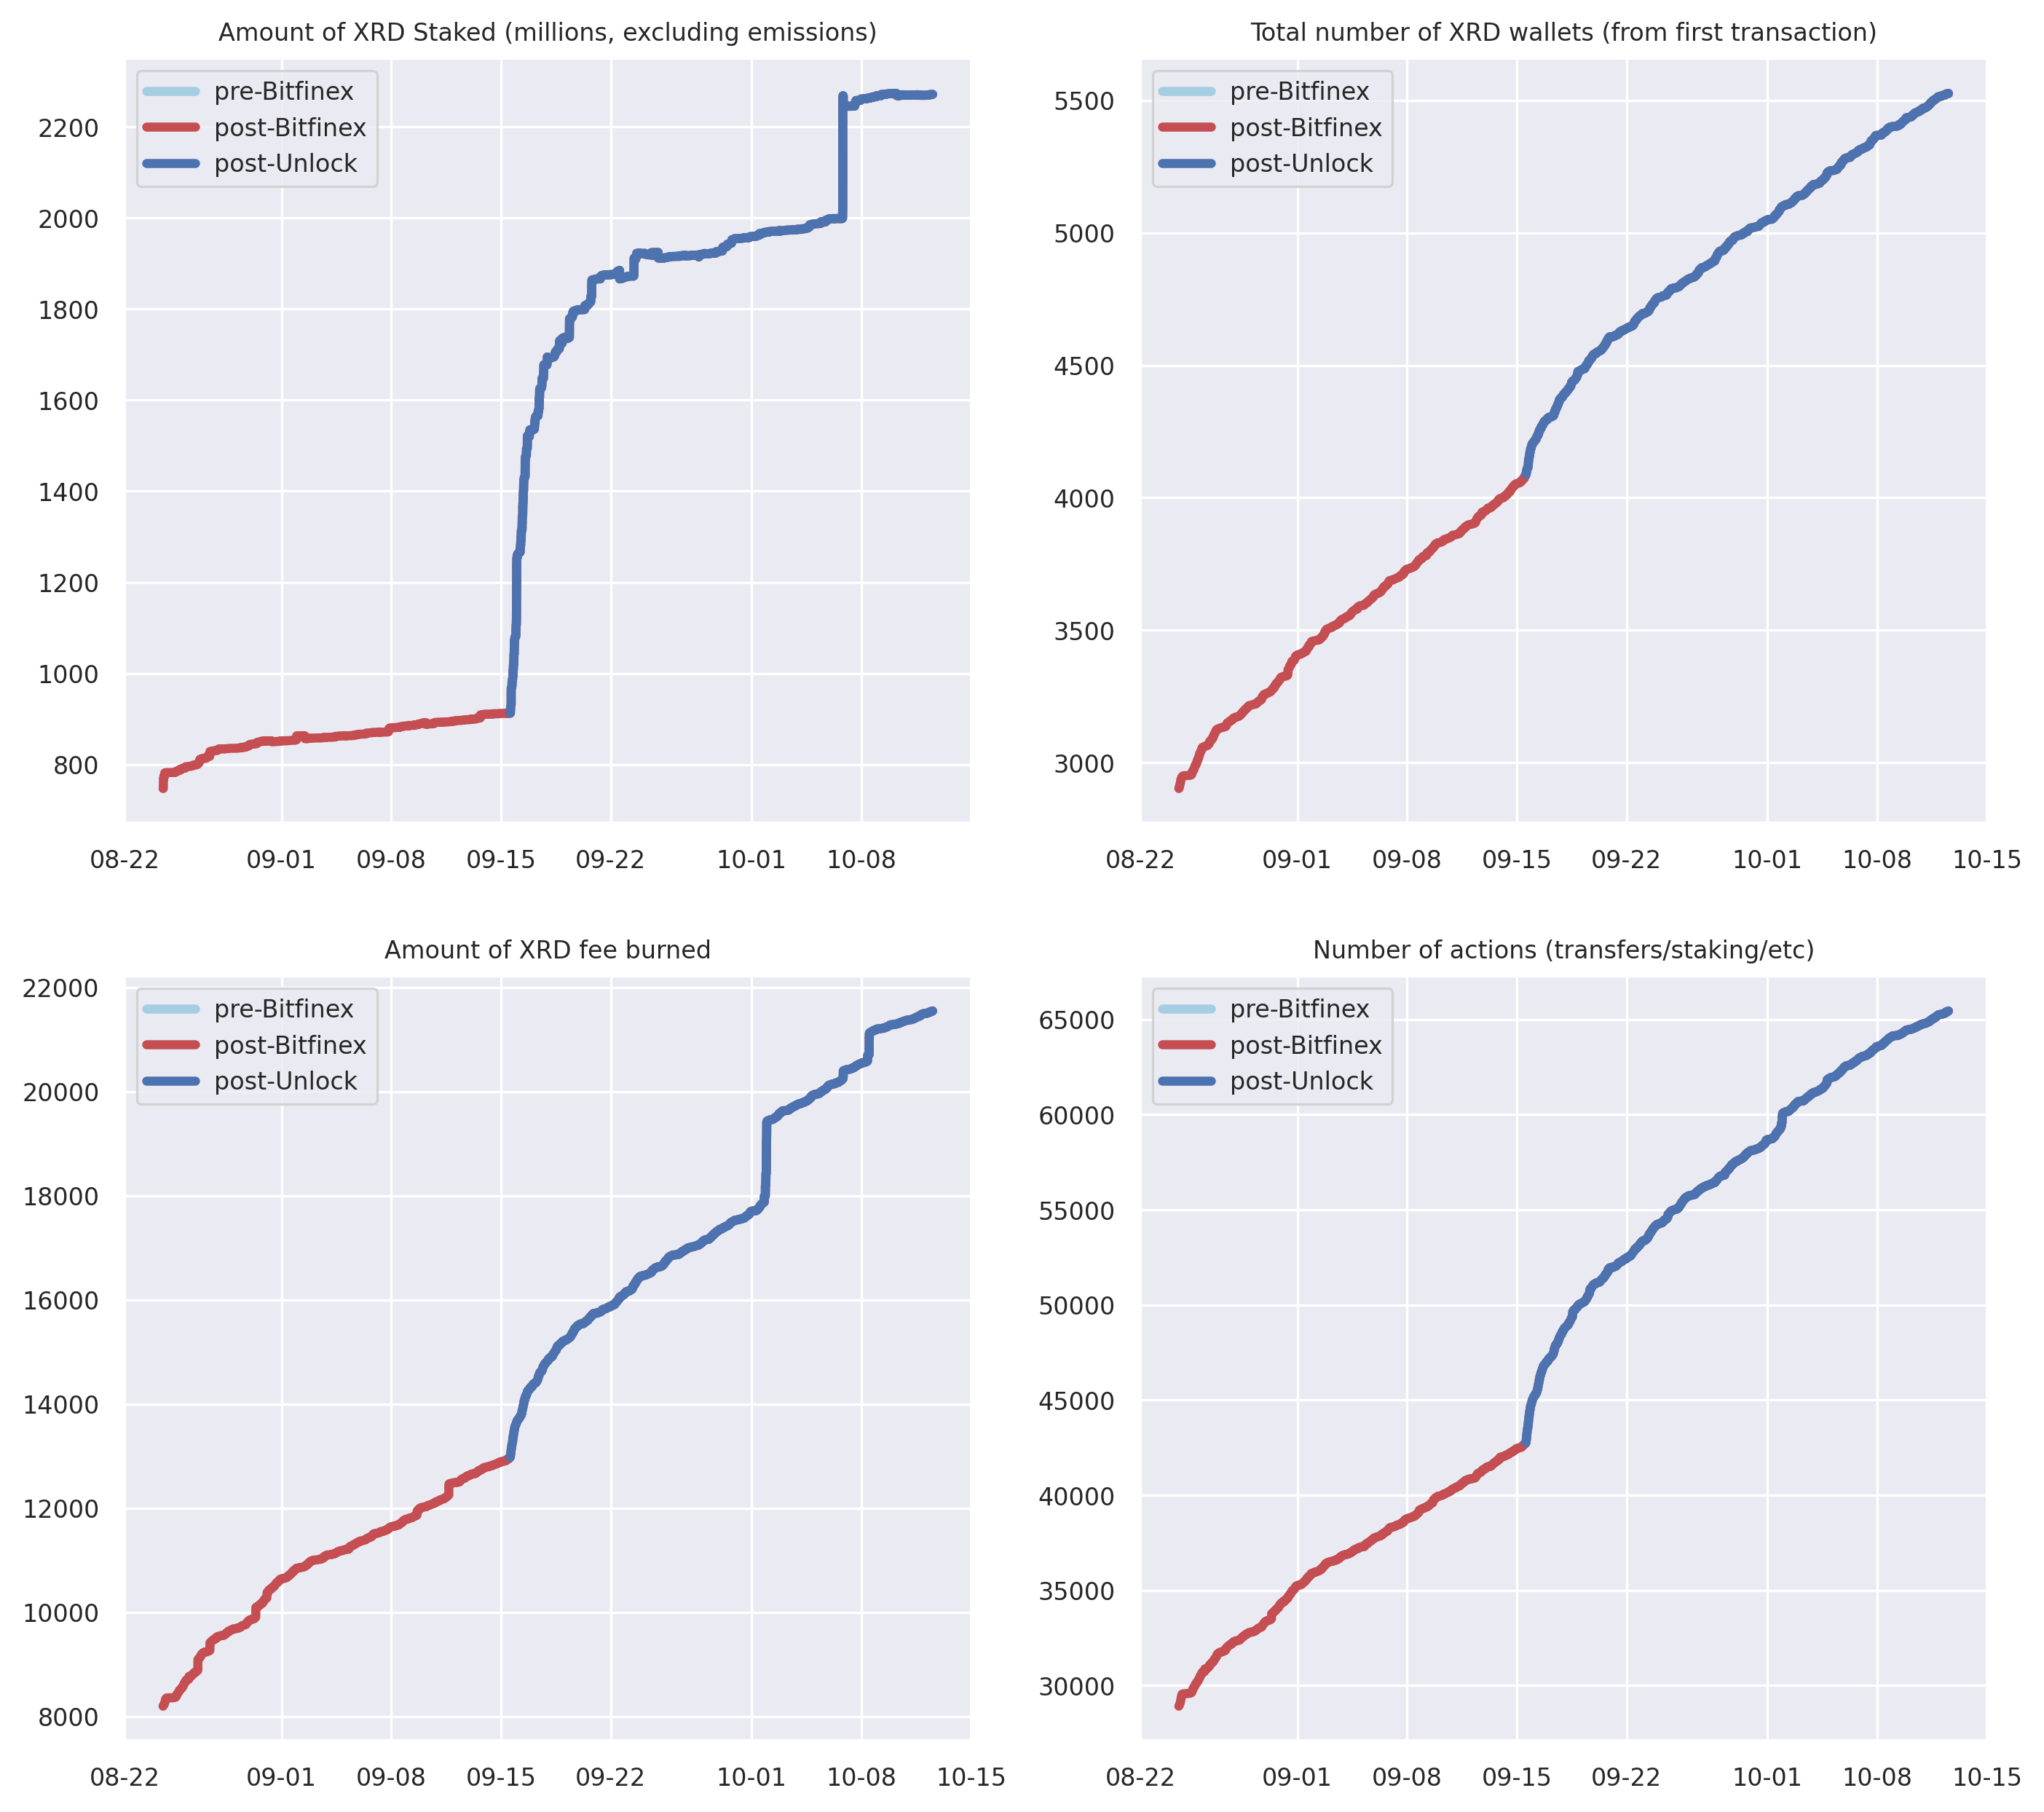 Amount of XRD Staked (millions, excluding emissions)
pre-Bitfinex
post-Bitfinex
post-Unlock
2200
2000
1800
1600
1400
1200
1000
800
08-22 09-01 09-08 09-15 09-22 10-01 10-08
Total number of XRD wallets (from first transaction)
pre-Bitfinex
post-Bitfinex
post-Unlock
5500
5000
4500
4000
3500
3000
08-22 09-01 09-08 09-15 09-22 10-01 10-08 10-15
Amount of XRD fee burned
pre-Bitfinex
post-Bitfinex
post-Unlock
22000
20000
18000
16000
14000
12000
10000
8000
08-22 09-01 09-08 09-15 09-22 10-01 10-08 10-15
Number of actions (transfers/staking/etc)
pre-Bitfinex
post-Bitfinex
post-Unlock
65000
60000
55000
50000
45000
40000
35000
30000
08-22 09-01 09-08 09-15 09-22 10-01 10-08 10-15